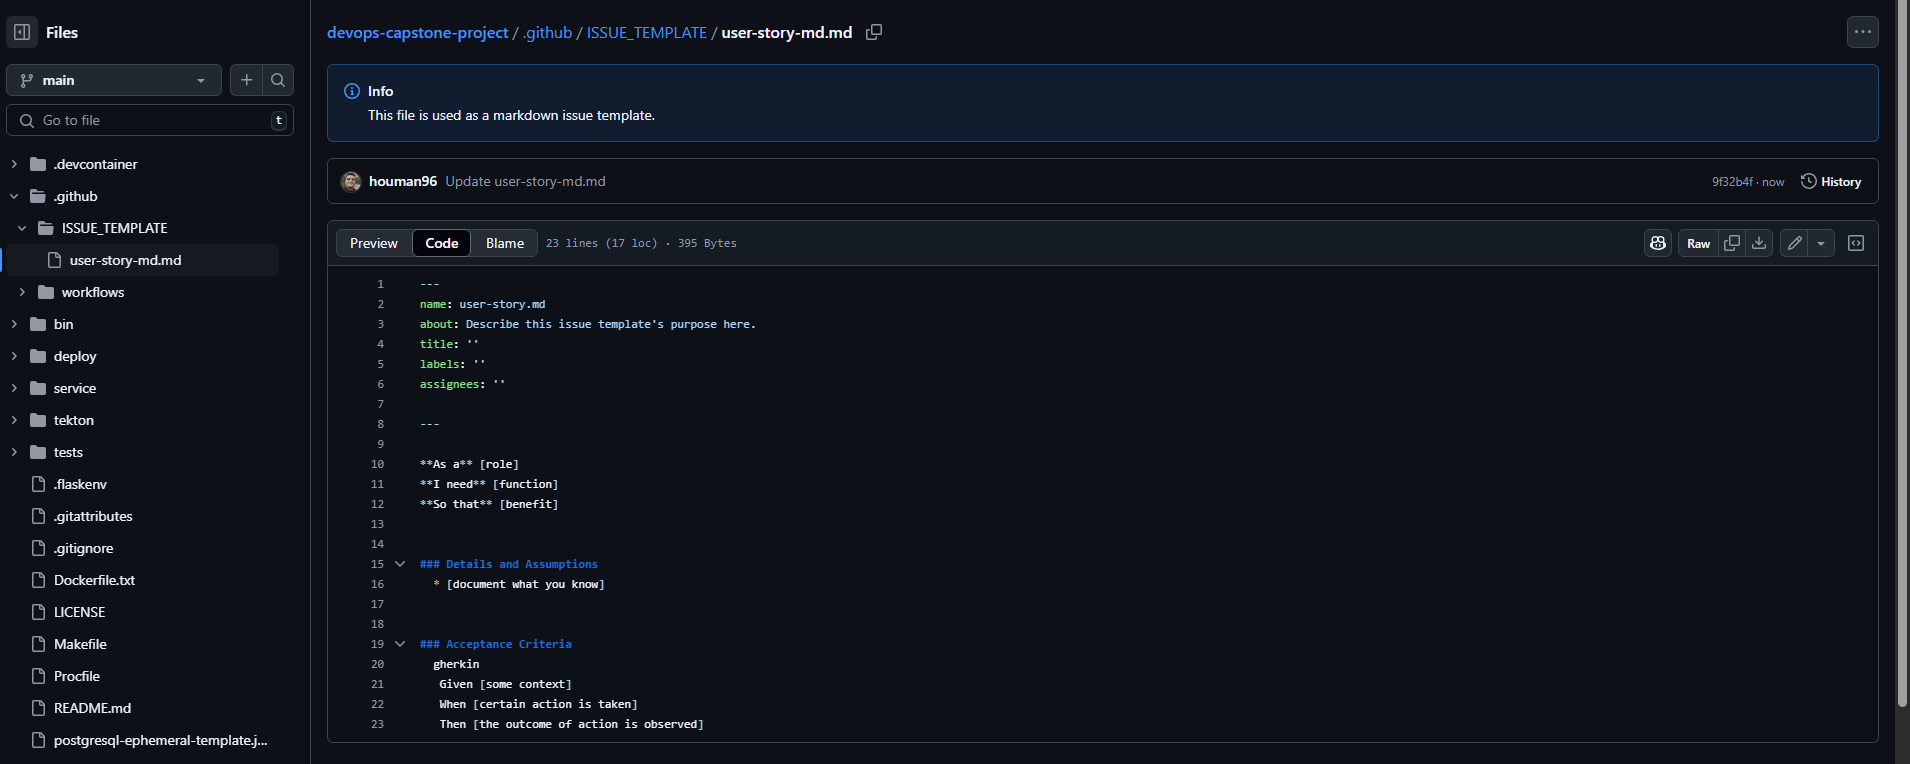 Files
main
Go to file
t
.devcontainer
.github
ISSUE_TEMPLATE
user-story-md.md
workflows
bin
deploy
service
tekton
tests
.flaskenv
.gitattributes
.gitignore
Dockerfile.txt
LICENSE
Makefile
Procfile
README.md
postgresql-ephemeral-template.j...
devops-capstone-project / .github / ISSUE_TEMPLATE / user-story-md.md
Info
This file is used as a markdown issue template.
houman96 Update user-story-md.md
9f32b4f · now History
Preview Code Blame 23 lines (17 loc) · 395 Bytes
Raw
1 ---
2 name: user-story.md
3 about: Describe this issue template's purpose here.
4 title: ''
5 labels: ''
6 assignees: ''
7
8 ---
9
10 **As a** [role]
11 **I need** [function]
12 **So that** [benefit]
13
14
15 ### Details and Assumptions
16 * [document what you know]
17
18
19 ### Acceptance Criteria
20 gherkin
21 Given [some context]
22 When [certain action is taken]
23 Then [the outcome of action is observed]